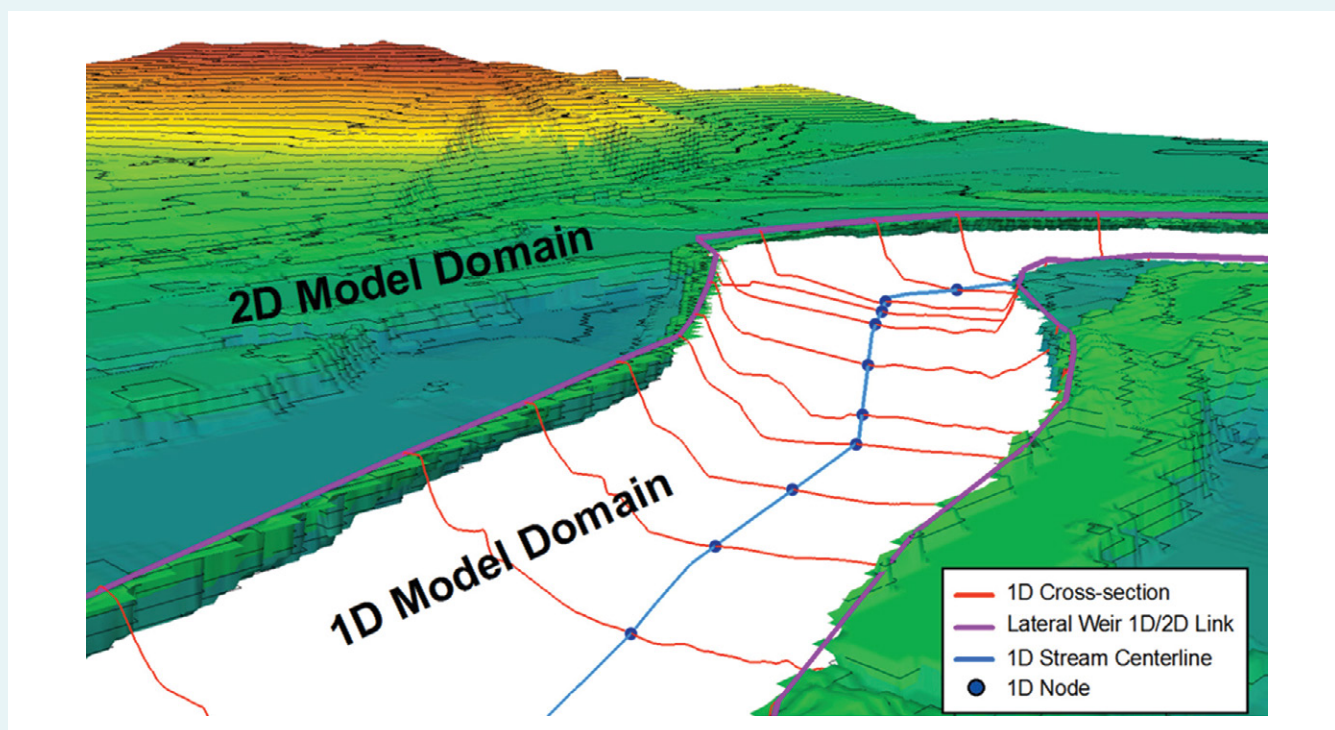 2D Model Domain
1D Model Domain
1D Cross-section
Lateral Weir 1D/2D Link
1D Stream Centerline
1D Node